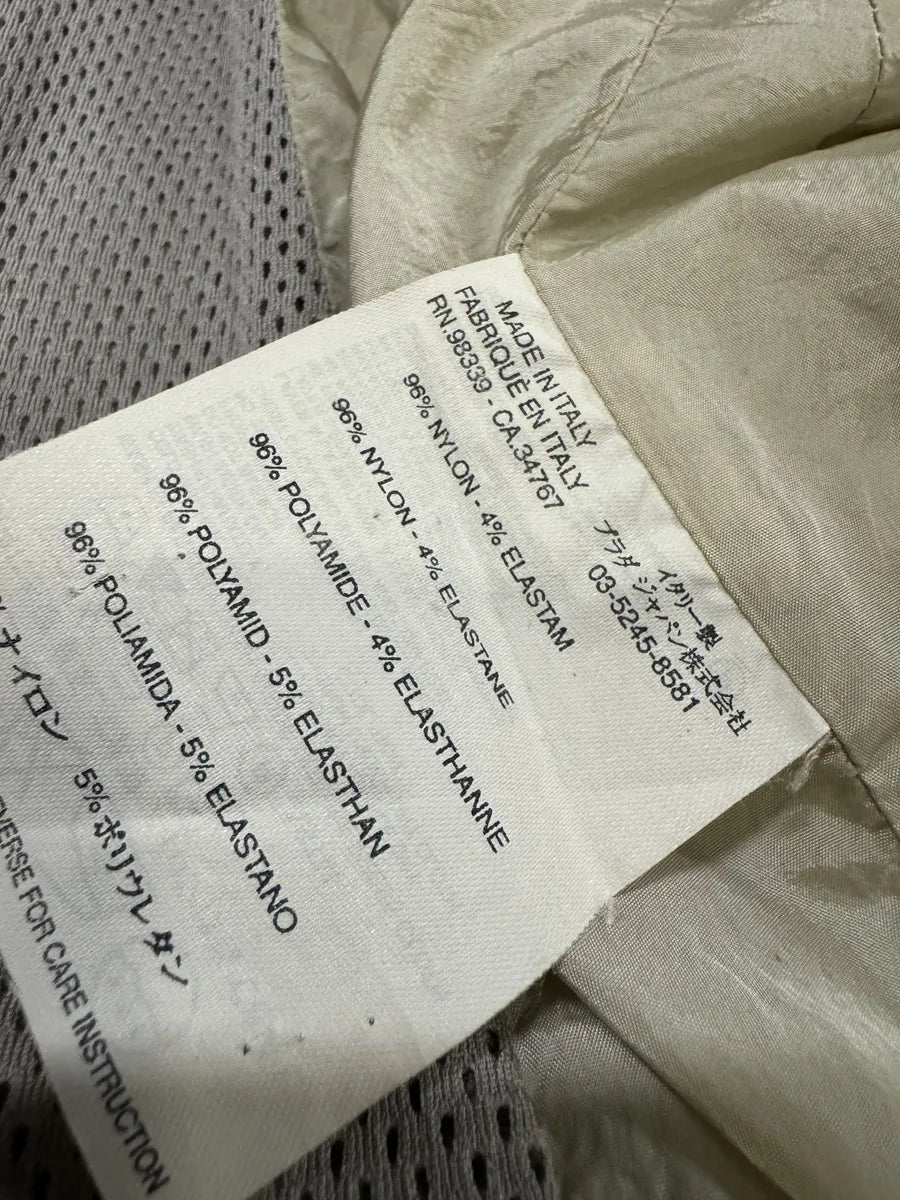 MADE IN ITALY
FABRIQUÈ EN ITALY
RN.98339 - CA.34767
イタリー製
プラダ ジャパン株式会社
03-5245-8581
96% NYLON - 4% ELASTAM
96% NYLON - 4% ELASTANE
96% POLYAMIDE - 4% ELASTHANNE
96% POLYAMID - 5% ELASTHAN
96% POLIAMIDA - 5% ELASTANO
% ナイロン 5% ポリウレタン
EVERSE FOR CARE INSTRUCTION